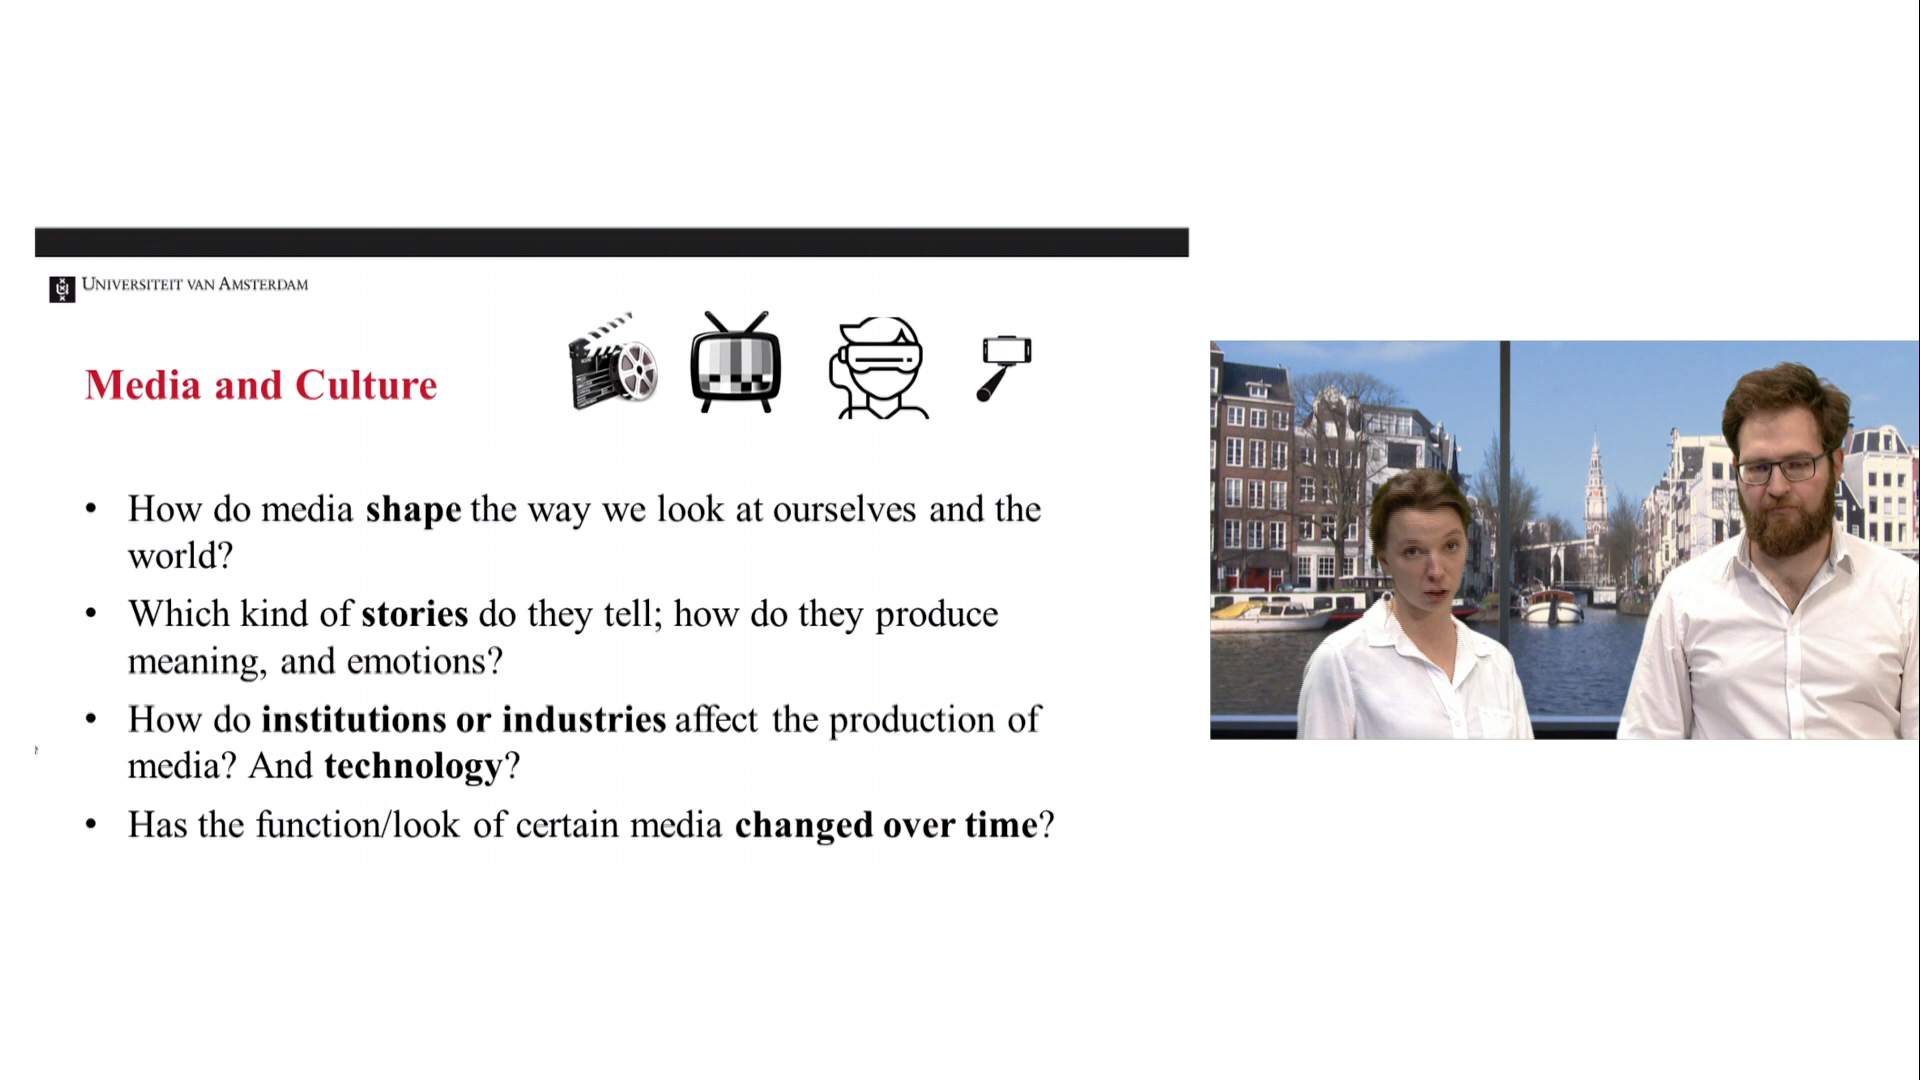 UNIVERSITEIT VAN AMSTERDAM
Media and Culture
• How do media shape the way we look at ourselves and the
world?
• Which kind of stories do they tell; how do they produce
meaning, and emotions?
• How do institutions or industries affect the production of
media? And technology?
• Has the function/look of certain media changed over time?